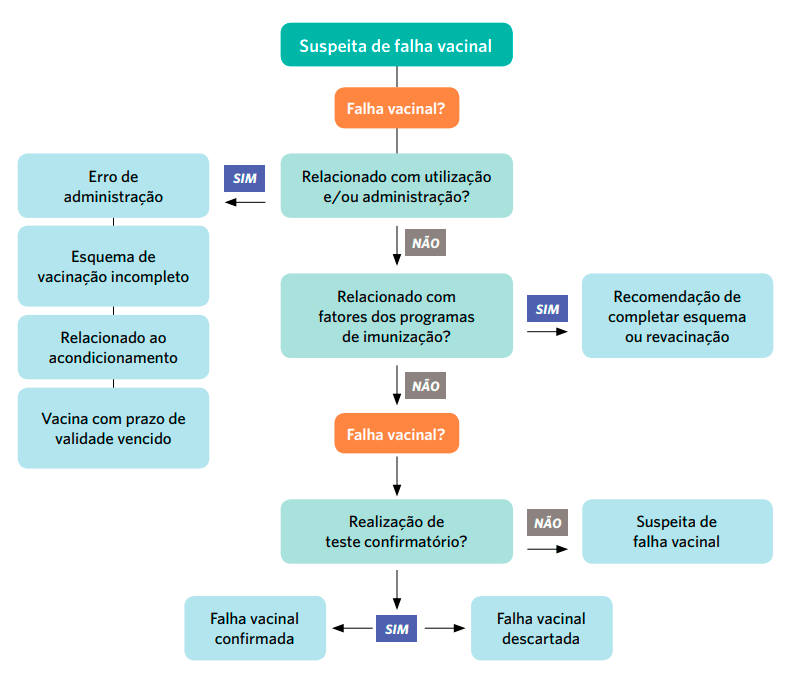 Suspeita de falha vacinal
Falha vacinal?
Relacionado com utilização
e/ou administração?
SIM
Erro de
administração
Esquema de
vacinação incompleto
Relacionado ao
acondicionamento
Vacina com prazo de
validade vencido
NÃO
Relacionado com
fatores dos programas
de imunização?
SIM
Recomendação de
completar esquema
ou revacinação
NÃO
Falha vacinal?
Realização de
teste confirmatório?
NÃO
Suspeita de
falha vacinal
SIM
Falha vacinal
confirmada
Falha vacinal
descartada